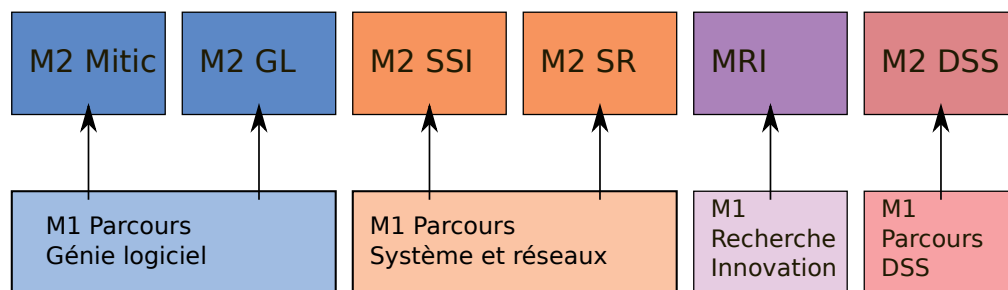 M2 Mitic
M2 GL
M2 SSI
M2 SR
MRI
M2 DSS
M1 Parcours
Génie logiciel
M1 Parcours
Système et réseaux
M1
Recherche
Innovation
M1
Parcours
DSS